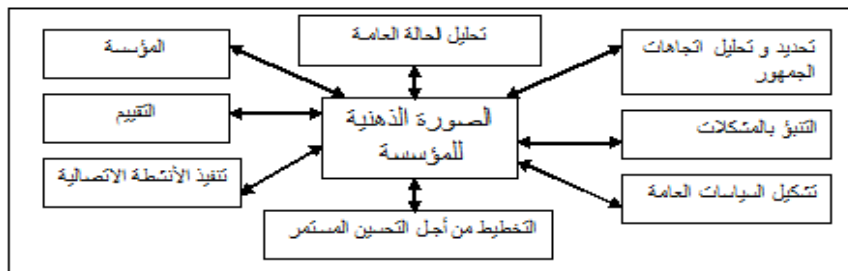 تحليل الحالة العامة
تحديد و تحليل اتجاهات
الجمهور
المؤسسة
التنبؤ بالمشكلات
الصورة الذهنية
للمؤسسة
التقييم
تشكيل السياسات العامة
تنفيذ الأنشطة الاتصالية
التخطيط من أجل التحسين المستمر